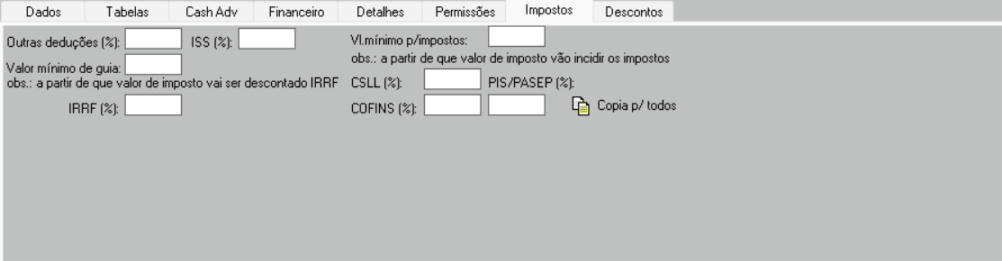 Dados Tabelas Cash Adv Financeiro Detalhes Permissões Impostos Descontos
Outras deduções (%): ISS (%): Vl.mínimo p/impostos:
obs.: a partir de que valor de imposto vão incidir os impostos
Valor mínimo de guia:
obs.: a partir de que valor de imposto vai ser descontado IRRF CSLL (%): PIS/PASEP (%):
IRRF (%): COFINS (%): Copia p/ todos